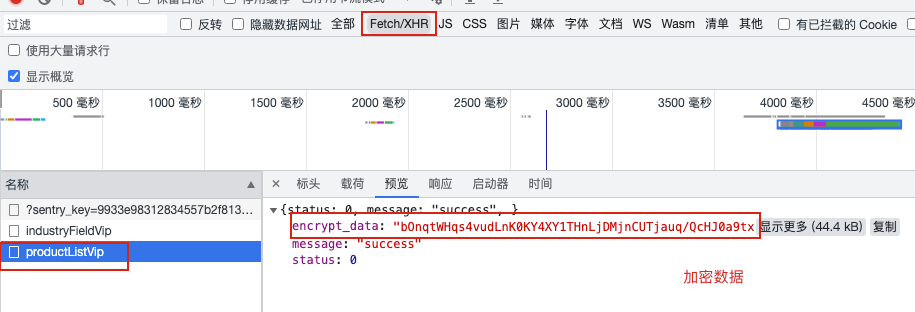 过滤 反转 隐藏数据网址 全部 Fetch/XHR JS CSS 图片 媒体 字体 文档 WS Wasm 清单 其他 有已拦截的 Cookie
使用大量请求行
显示概览
500 毫秒 1000 毫秒 1500 毫秒 2000 毫秒 2500 毫秒 3000 毫秒 3500 毫秒 4000 毫秒 4500 毫秒
名称 × 标头 载荷 预览 响应 启动器 时间
?sentry_key=9933e98312834557b2f813... {status: 0, message: "success", }
industryFieldVip encrypt_data: "bOnqtWHqs4vudLnK0KY4XY1THnLjDMjnCUTjauq/QcHJ0a9tx 显示更多 (44.4 kB) 复制
productListVip message: "success"
status: 0
加密数据